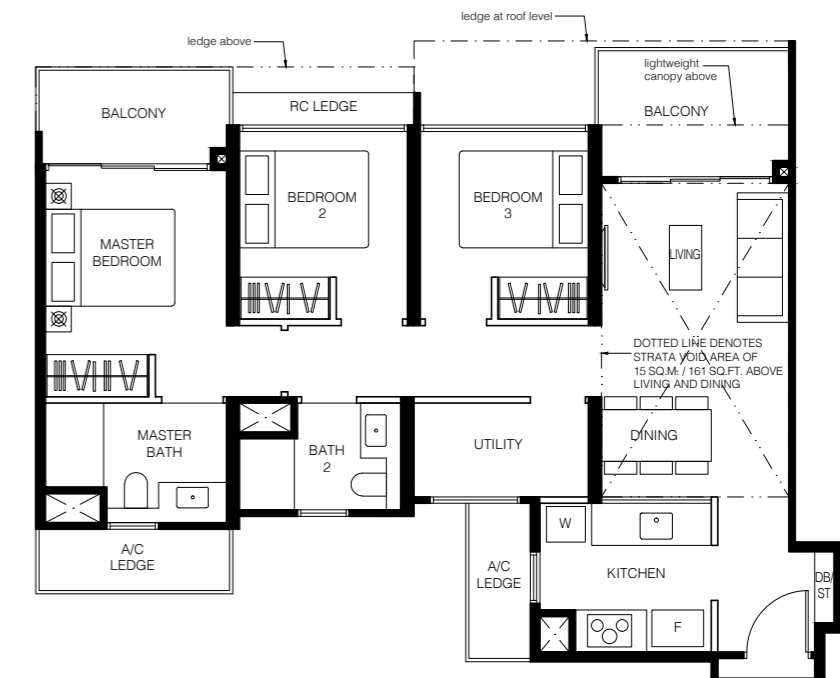 ledge at roof level
ledge above
lightweight
canopy above
BALCONY
RC LEDGE
BALCONY
BEDROOM
2
BEDROOM
3
MASTER
BEDROOM
LIVING
DOTTED LINE DENOTES
STRATA VOID AREA OF
15 SQ.M. / 161 SQ.FT. ABOVE
LIVING AND DINING
MASTER
BATH
BATH
2
UTILITY
DINING
W
A/C
LEDGE
A/C
LEDGE
KITCHEN
DB/
ST
F